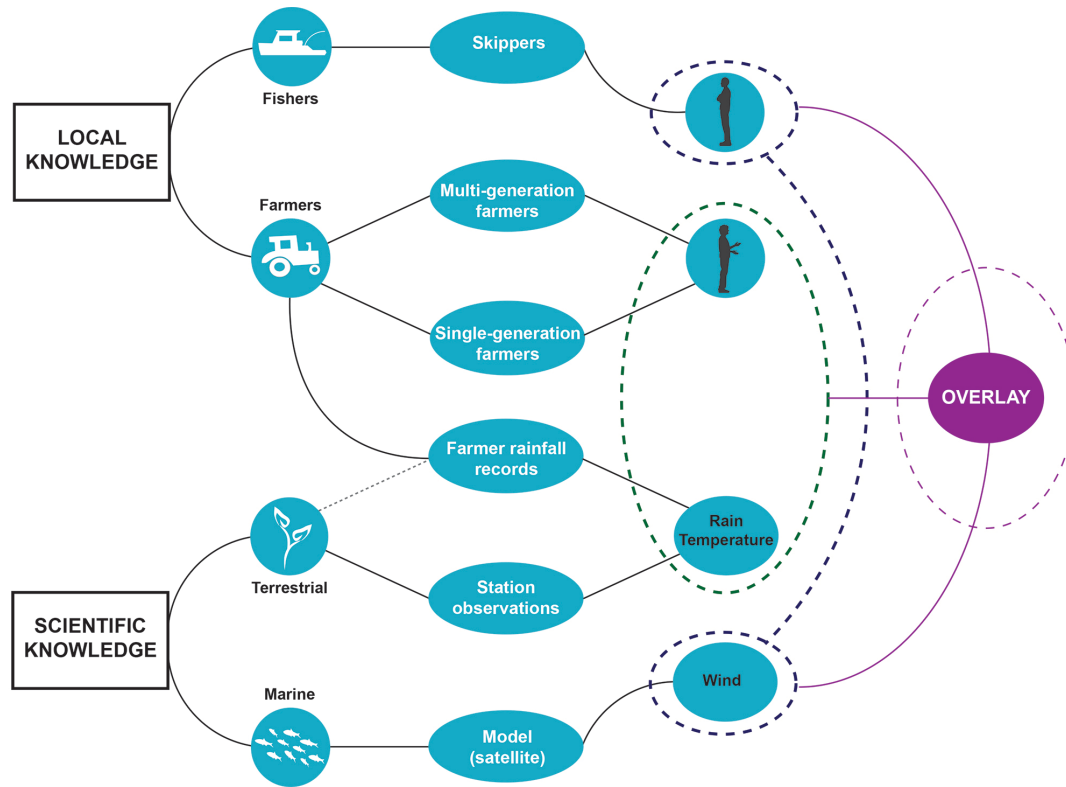 Skippers
Fishers
LOCAL
KNOWLEDGE
Farmers
Multi-generation
farmers
Single-generation
farmers
OVERLAY
Farmer rainfall
records
Rain
Temperature
Terrestrial
Station
observations
SCIENTIFIC
KNOWLEDGE
Marine
Wind
Model
(satellite)